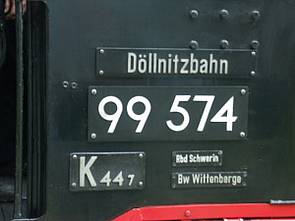 Döllnitzbahn
99 574
K 44.7
Rbd Schwerin
Bw Wittenberge